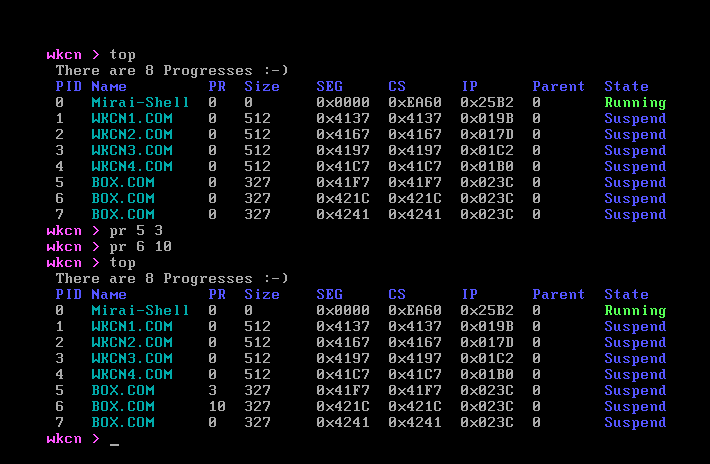 wkcn > top
There are 8 Progresses :-)
PID Name PR Size SEG CS IP Parent State
0 Mirai-Shell 0 0 0x0000 0xEA60 0x25B2 0 Running
1 WKCN1.COM 0 512 0x4137 0x4137 0x019B 0 Suspend
2 WKCN2.COM 0 512 0x4167 0x4167 0x017D 0 Suspend
3 WKCN3.COM 0 512 0x4197 0x4197 0x01C2 0 Suspend
4 WKCN4.COM 0 512 0x41C7 0x41C7 0x01B0 0 Suspend
5 BOX.COM 0 327 0x41F7 0x41F7 0x023C 0 Suspend
6 BOX.COM 0 327 0x421C 0x421C 0x023C 0 Suspend
7 BOX.COM 0 327 0x4241 0x4241 0x023C 0 Suspend
wkcn > pr 5 3
wkcn > pr 6 10
wkcn > top
There are 8 Progresses :-)
PID Name PR Size SEG CS IP Parent State
0 Mirai-Shell 0 0 0x0000 0xEA60 0x25B2 0 Running
1 WKCN1.COM 0 512 0x4137 0x4137 0x019B 0 Suspend
2 WKCN2.COM 0 512 0x4167 0x4167 0x017D 0 Suspend
3 WKCN3.COM 0 512 0x4197 0x4197 0x01C2 0 Suspend
4 WKCN4.COM 0 512 0x41C7 0x41C7 0x01B0 0 Suspend
5 BOX.COM 3 327 0x41F7 0x41F7 0x023C 0 Suspend
6 BOX.COM 10 327 0x421C 0x421C 0x023C 0 Suspend
7 BOX.COM 0 327 0x4241 0x4241 0x023C 0 Suspend
wkcn > _